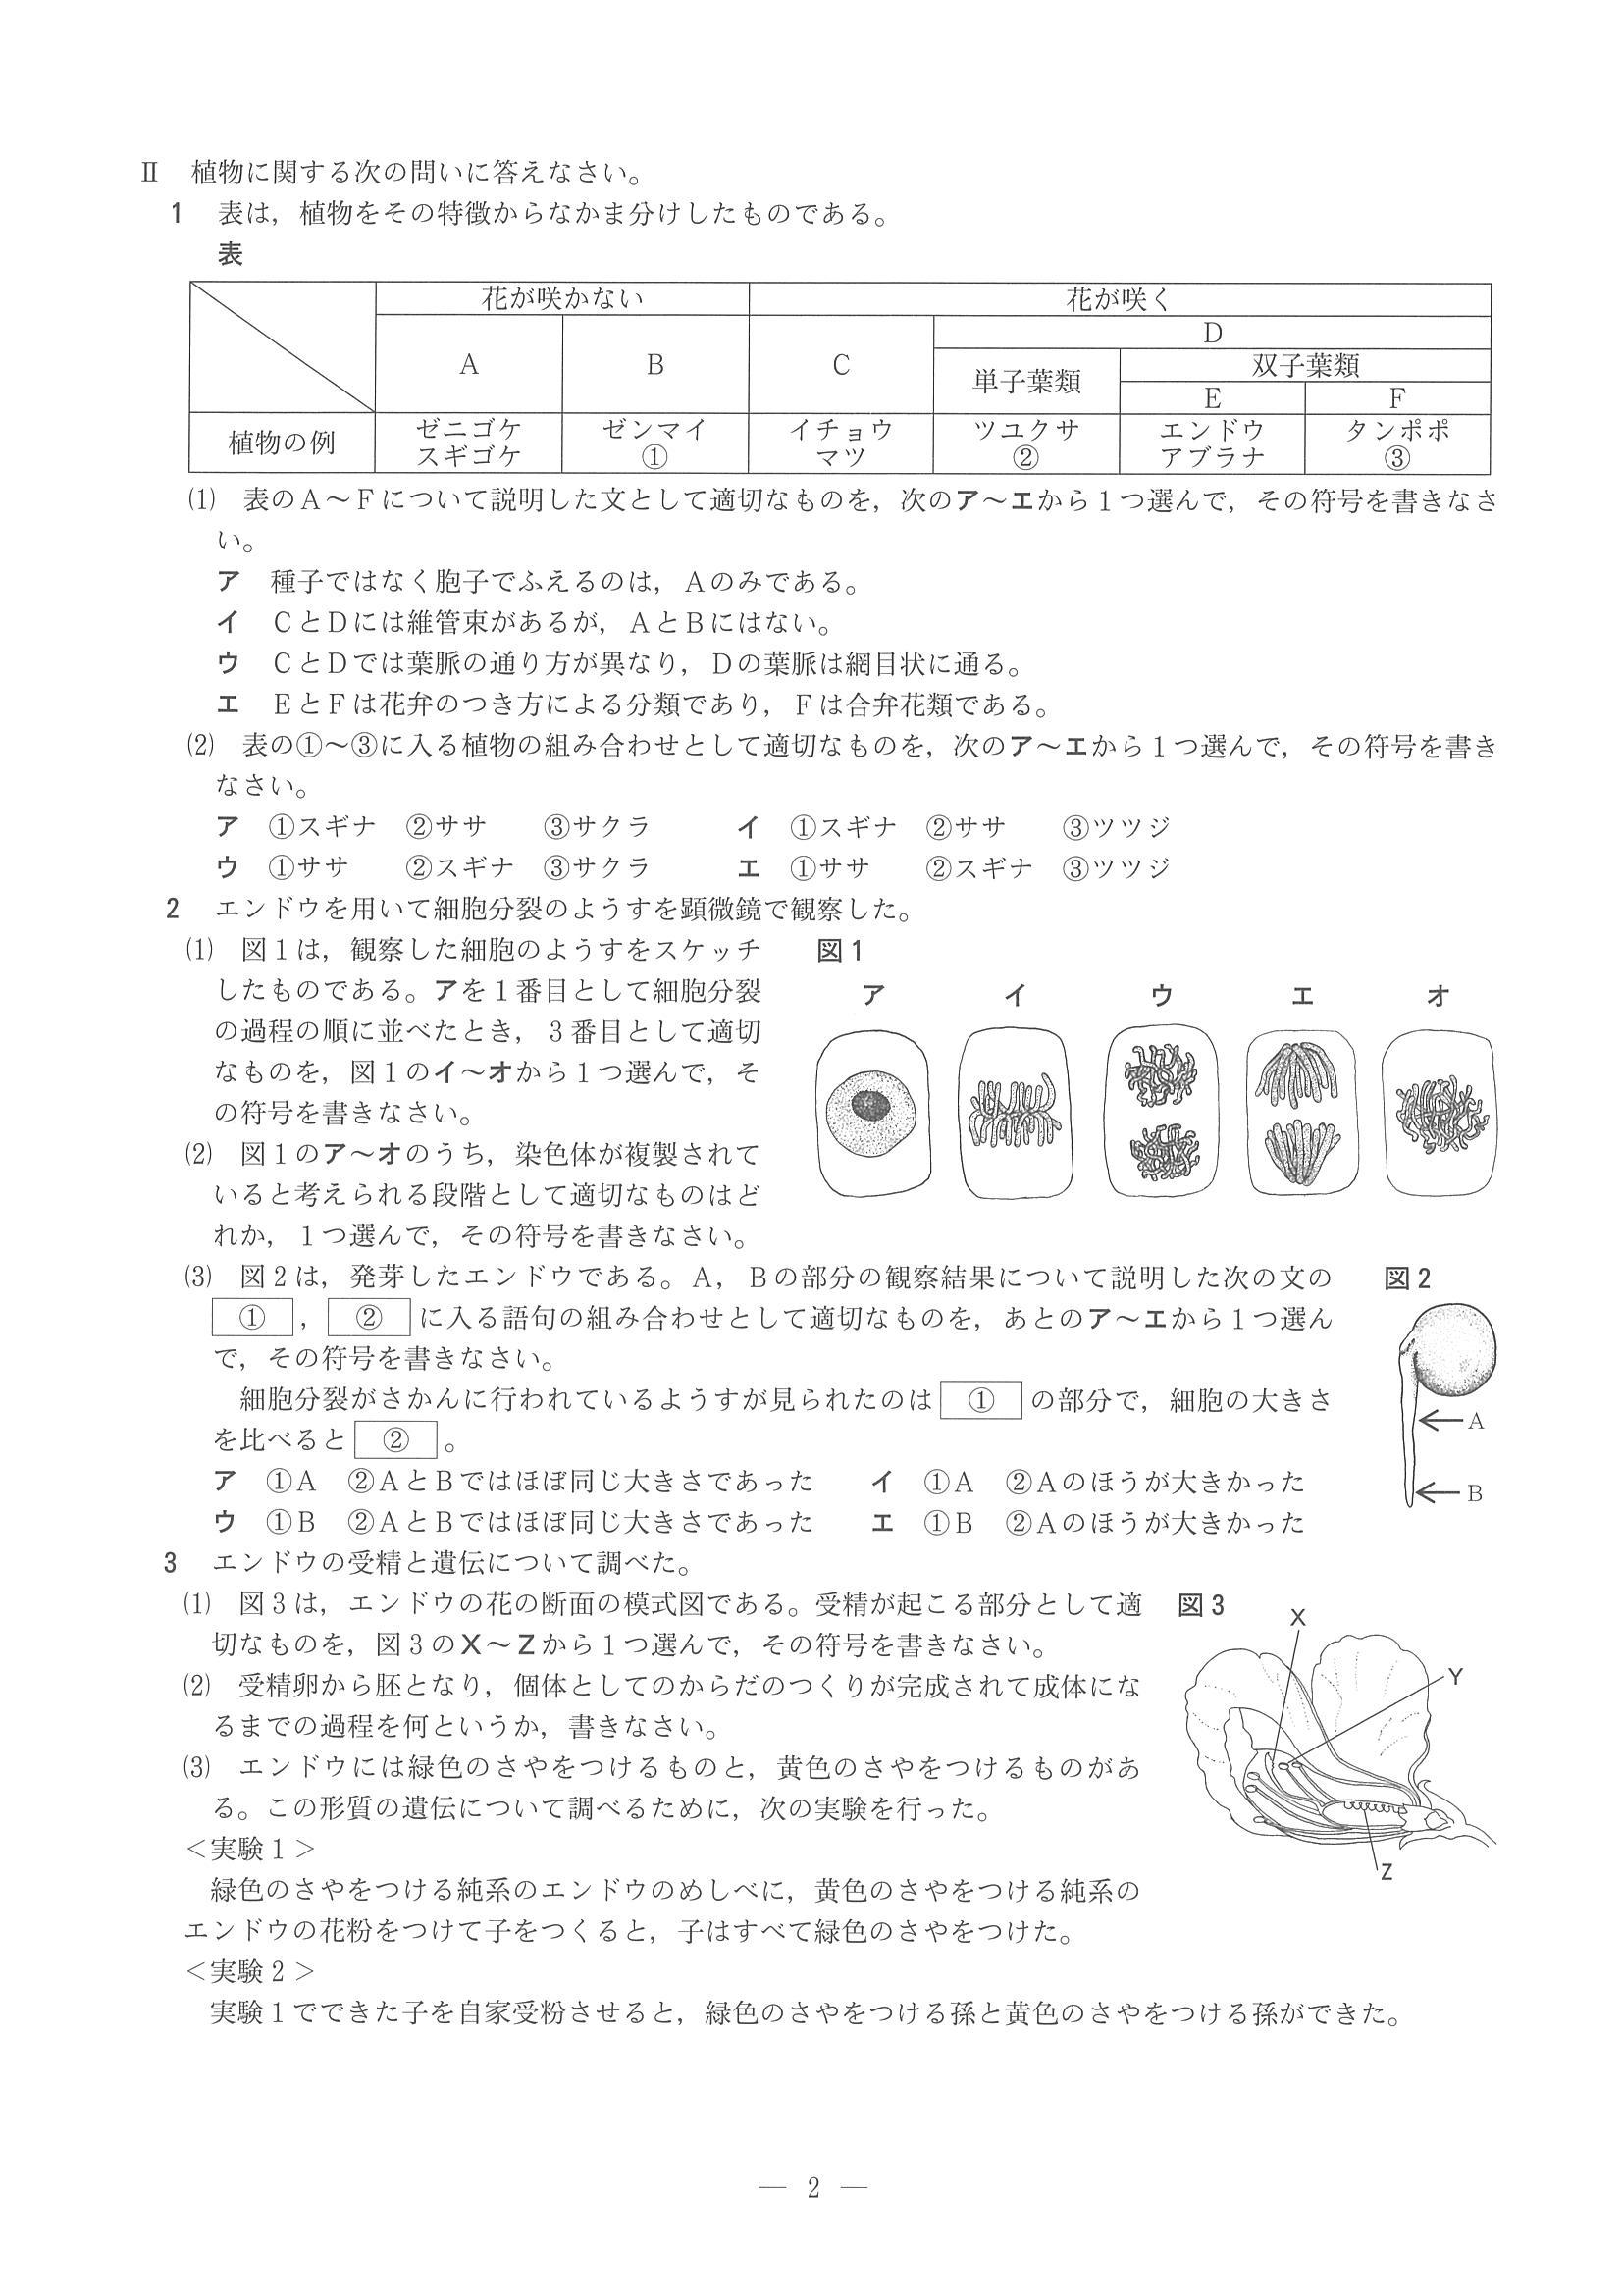 Ⅱ 植物に関する次の問いに答えなさい。
1 表は，植物をその特徴からなかま分けしたものである。
表
花が咲かない 花が咲く
A B C D
単子葉類 双子葉類
E F
植物の例 ゼニゴケ スギゴケ ゼンマイ ① イチョウ マツ ツユクサ ② エンドウ アブラナ タンポポ ③
⑴ 表のA～Fについて説明した文として適切なものを，次のア～エから1つ選んで，その符号を書きなさ
い。
ア 種子ではなく胞子でふえるのは，Aのみである。
イ CとDには維管束があるが，AとBにはない。
ウ CとDでは葉脈の通り方が異なり，Dの葉脈は網目状に通る。
エ EとFは花弁のつき方による分類であり，Fは合弁花類である。
⑵ 表の①～③に入る植物の組み合わせとして適切なものを，次のア～エから1つ選んで，その符号を書き
なさい。
ア ①スギナ ②ササ ③サクラ イ ①スギナ ②ササ ③ツツジ
ウ ①ササ ②スギナ ③サクラ エ ①ササ ②スギナ ③ツツジ
2 エンドウを用いて細胞分裂のようすを顕微鏡で観察した。
⑴ 図1は，観察した細胞のようすをスケッチ
したものである。アを1番目として細胞分裂
の過程の順に並べたとき，3番目として適切
なものを，図1のイ～オから1つ選んで，そ
の符号を書きなさい。
図1
ア イ ウ エ オ
⑵ 図1のア～オのうち，染色体が複製されて
いると考えられる段階として適切なものはど
れか，1つ選んで，その符号を書きなさい。
⑶ 図2は，発芽したエンドウである。A，Bの部分の観察結果について説明した次の文の
①，②に入る語句の組み合わせとして適切なものを，あとのア～エから1つ選ん
で，その符号を書きなさい。
細胞分裂がさかんに行われているようすが見られたのは①の部分で，細胞の大きさ
を比べると②。
ア ①A ②AとBではほぼ同じ大きさであった イ ①A ②Aのほうが大きかった
ウ ①B ②AとBではほぼ同じ大きさであった エ ①B ②Aのほうが大きかった
図2
A
B
3 エンドウの受精と遺伝について調べた。
⑴ 図3は，エンドウの花の断面の模式図である。受精が起こる部分として適
切なものを，図3のX～Zから1つ選んで，その符号を書きなさい。
⑵ 受精卵から胚となり，個体としてのからだのつくりが完成されて成体にな
るまでの過程を何というか，書きなさい。
⑶ エンドウには緑色のさやをつけるものと，黄色のさやをつけるものがあ
る。この形質の遺伝について調べるために，次の実験を行った。
図3
X
Y
Z
＜実験1＞
緑色のさやをつける純系のエンドウのめしべに，黄色のさやをつける純系の
エンドウの花粉をつけて子をつくると，子はすべて緑色のさやをつけた。
＜実験2＞
実験1でできた子を自家受粉させると，緑色のさやをつける孫と黄色のさやをつける孫ができた。
― 2 ―